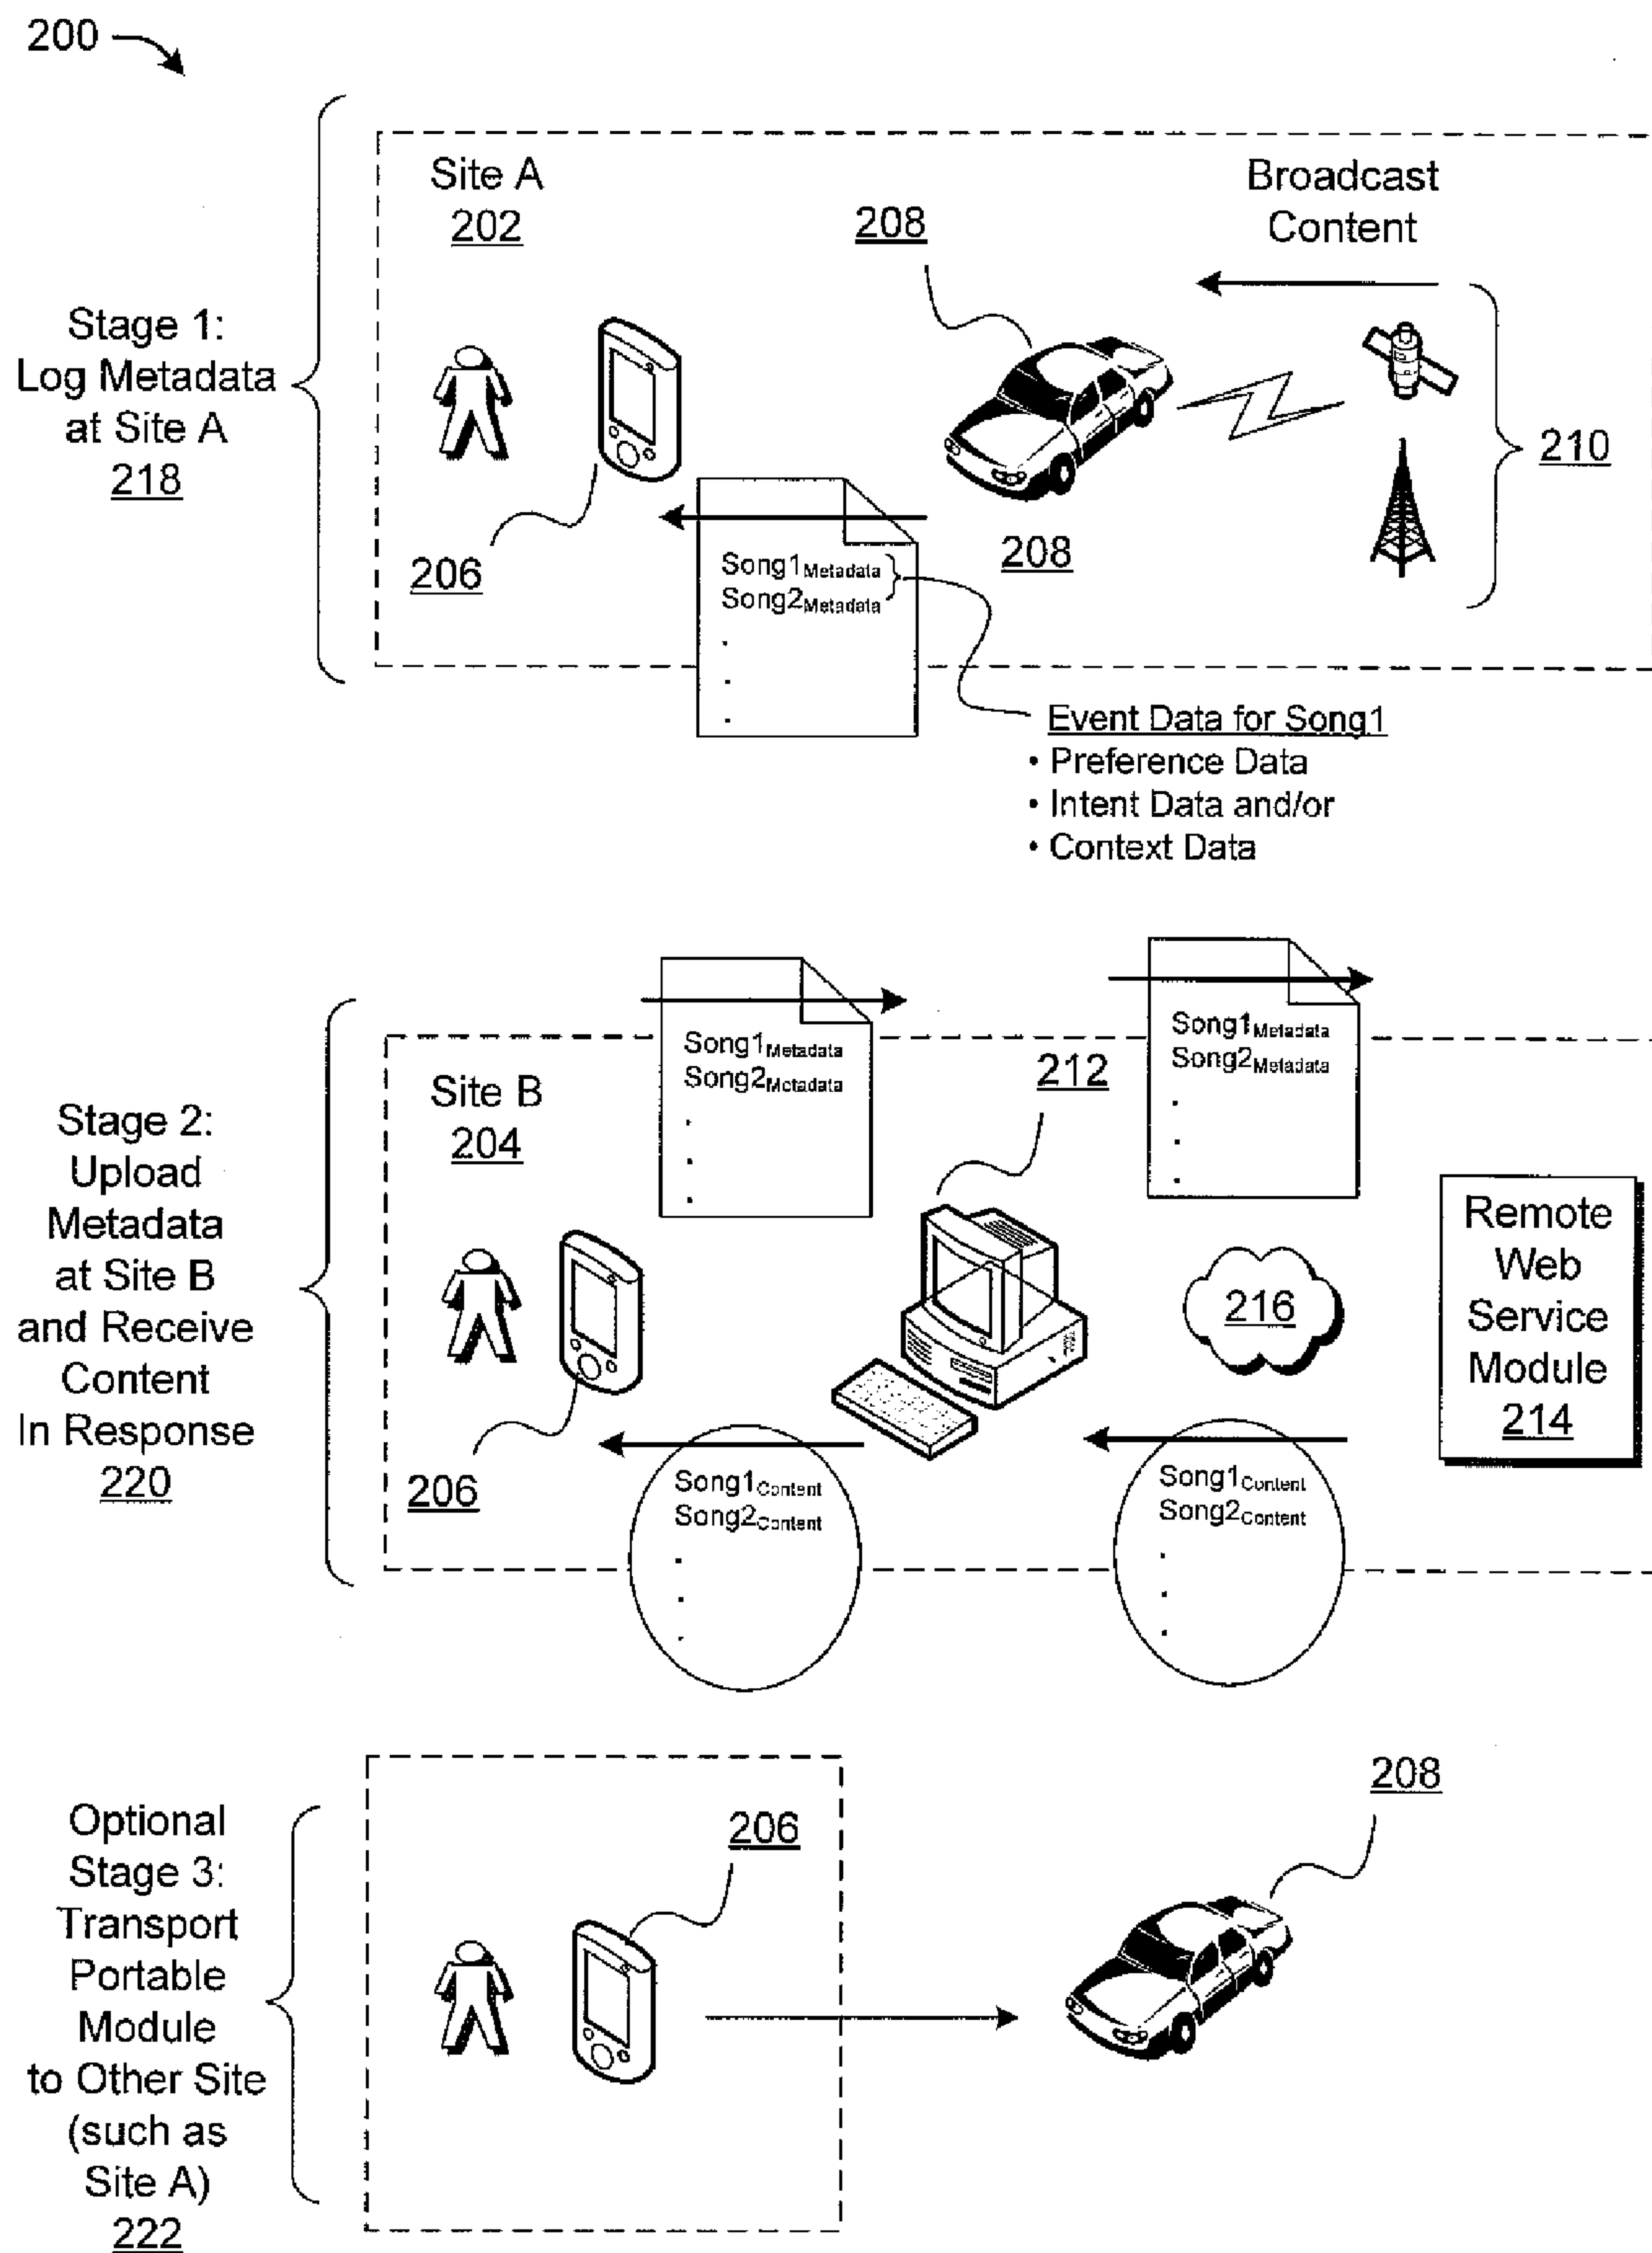 200
Stage 1:
Log Metadata
at Site A
218
Site A
202
208
Broadcast
Content
210
206
208
Song1Metadata
Song2Metadata
.
.
.
Event Data for Song1
• Preference Data
• Intent Data and/or
• Context Data
Stage 2:
Upload
Metadata
at Site B
and Receive
Content
In Response
220
Site B
204
Song1Metadata
Song2Metadata
.
.
.
212
Song1Metadata
Song2Metadata
.
.
.
216
Remote
Web
Service
Module
214
206
Song1Content
Song2Content
.
.
.
Song1Content
Song2Content
.
.
.
Optional
Stage 3:
Transport
Portable
Module
to Other Site
(such as
Site A)
222
206
208